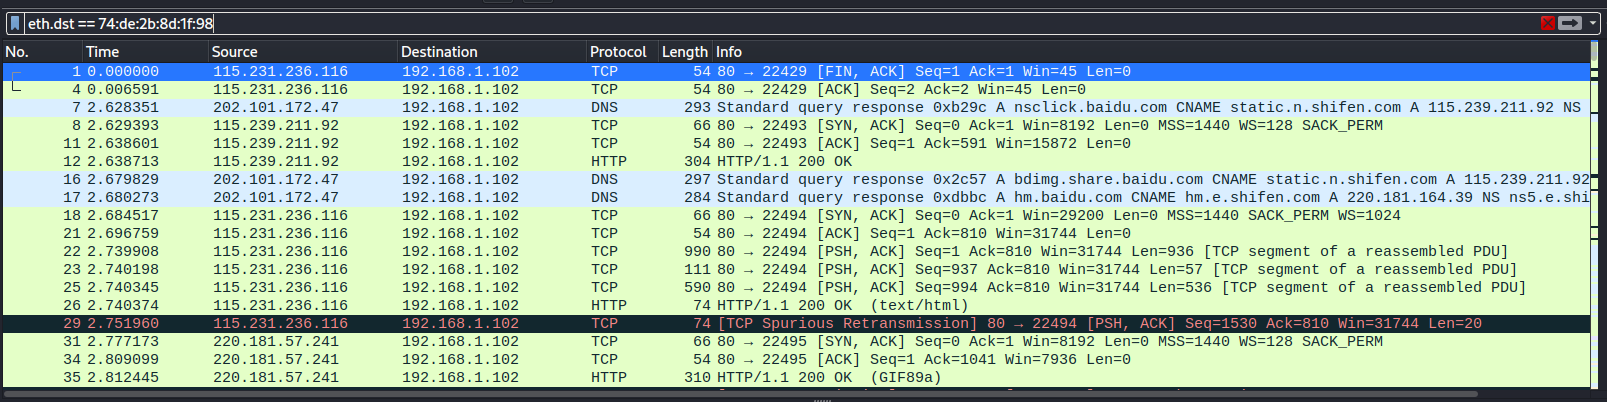 eth.dst == 74:de:2b:8d:1f:98
No. Time Source Destination Protocol Length Info
1 0.000000 115.231.236.116 192.168.1.102 TCP 54 80 → 22429 [FIN, ACK] Seq=1 Ack=1 Win=45 Len=0
4 0.006591 115.231.236.116 192.168.1.102 TCP 54 80 → 22429 [ACK] Seq=2 Ack=2 Win=45 Len=0
7 2.628351 202.101.172.47 192.168.1.102 DNS 293 Standard query response 0xb29c A nsclick.baidu.com CNAME static.n.shifen.com A 115.239.211.92 NS
8 2.629393 115.239.211.92 192.168.1.102 TCP 66 80 → 22493 [SYN, ACK] Seq=0 Ack=1 Win=8192 Len=0 MSS=1440 WS=128 SACK_PERM
11 2.638601 115.239.211.92 192.168.1.102 TCP 54 80 → 22493 [ACK] Seq=1 Ack=591 Win=15872 Len=0
12 2.638713 115.239.211.92 192.168.1.102 HTTP 304 HTTP/1.1 200 OK
16 2.679829 202.101.172.47 192.168.1.102 DNS 297 Standard query response 0x2c57 A bdimg.share.baidu.com CNAME static.n.shifen.com A 115.239.211.92
17 2.680273 202.101.172.47 192.168.1.102 DNS 284 Standard query response 0xdbbc A hm.baidu.com CNAME hm.e.shifen.com A 220.181.164.39 NS ns5.e.shi
18 2.684517 115.231.236.116 192.168.1.102 TCP 66 80 → 22494 [SYN, ACK] Seq=0 Ack=1 Win=29200 Len=0 MSS=1440 SACK_PERM WS=1024
21 2.696759 115.231.236.116 192.168.1.102 TCP 54 80 → 22494 [ACK] Seq=1 Ack=810 Win=31744 Len=0
22 2.739908 115.231.236.116 192.168.1.102 TCP 990 80 → 22494 [PSH, ACK] Seq=1 Ack=810 Win=31744 Len=936 [TCP segment of a reassembled PDU]
23 2.740198 115.231.236.116 192.168.1.102 TCP 111 80 → 22494 [PSH, ACK] Seq=937 Ack=810 Win=31744 Len=57 [TCP segment of a reassembled PDU]
25 2.740345 115.231.236.116 192.168.1.102 TCP 590 80 → 22494 [PSH, ACK] Seq=994 Ack=810 Win=31744 Len=536 [TCP segment of a reassembled PDU]
26 2.740374 115.231.236.116 192.168.1.102 HTTP 74 HTTP/1.1 200 OK (text/html)
29 2.751960 115.231.236.116 192.168.1.102 TCP 74 [TCP Spurious Retransmission] 80 → 22494 [PSH, ACK] Seq=1530 Ack=810 Win=31744 Len=20
31 2.777173 220.181.57.241 192.168.1.102 TCP 66 80 → 22495 [SYN, ACK] Seq=0 Ack=1 Win=8192 Len=0 MSS=1440 WS=128 SACK_PERM
34 2.809099 220.181.57.241 192.168.1.102 TCP 54 80 → 22495 [ACK] Seq=1 Ack=1041 Win=7936 Len=0
35 2.812445 220.181.57.241 192.168.1.102 HTTP 310 HTTP/1.1 200 OK (GIF89a)